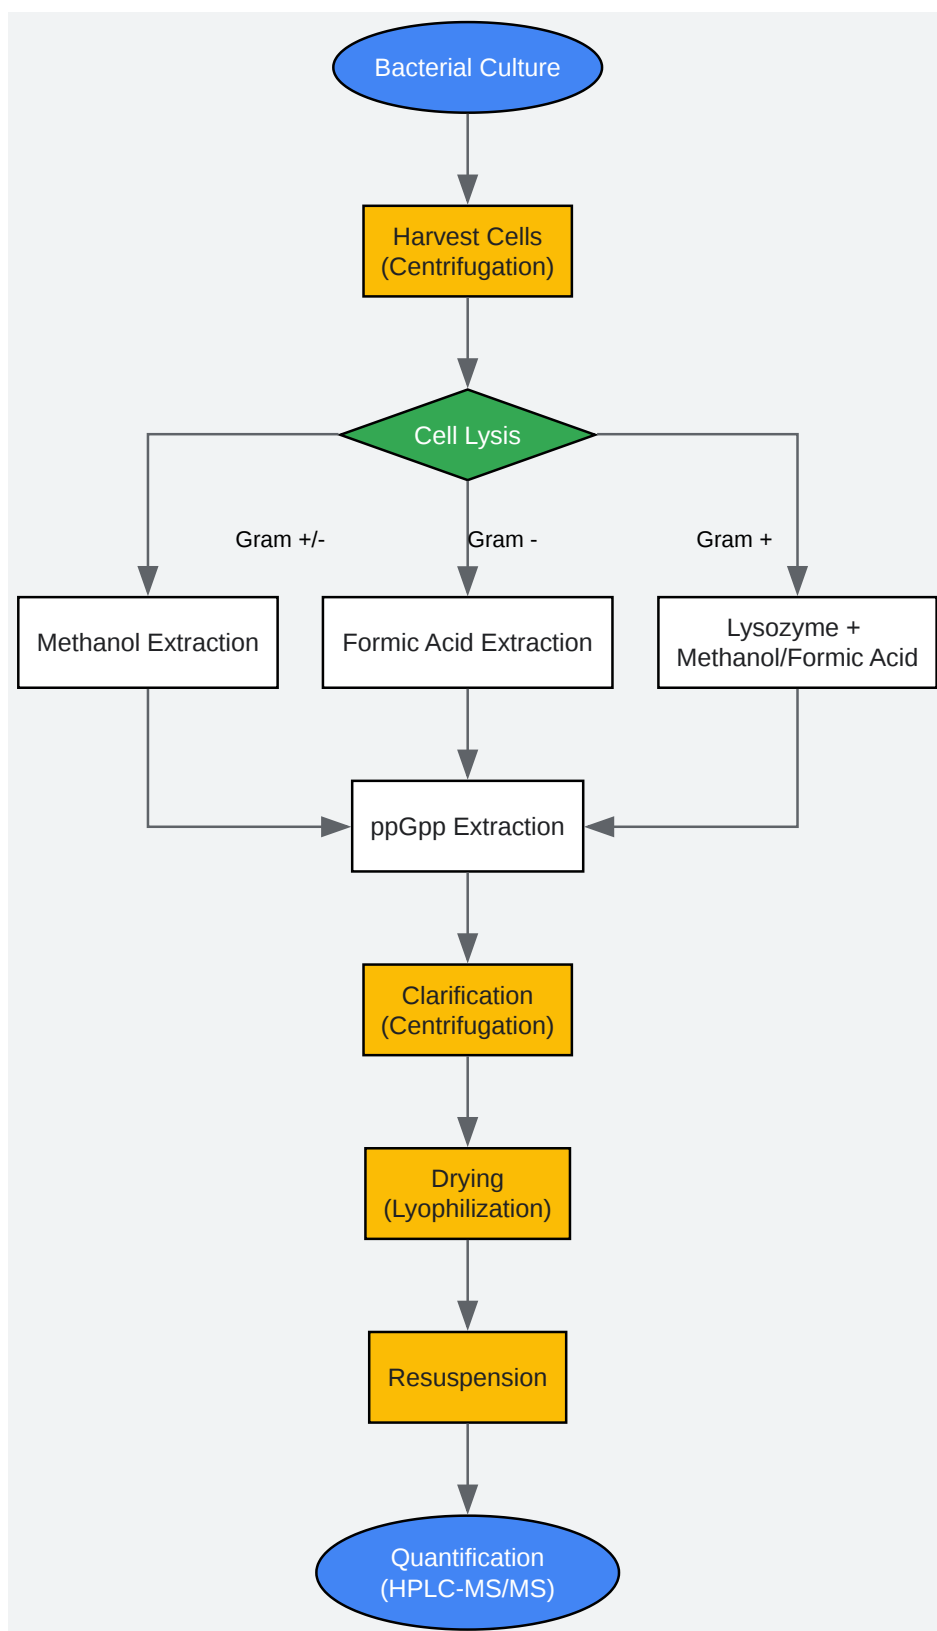 Bacterial Culture
Harvest Cells
(Centrifugation)
Cell Lysis
Gram +/-
Gram -
Gram +
Methanol Extraction
Formic Acid Extraction
Lysozyme +
Methanol/Formic Acid
ppGpp Extraction
Clarification
(Centrifugation)
Drying
(Lyophilization)
Resuspension
Quantification
(HPLC-MS/MS)